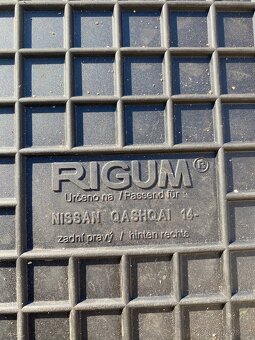 RIGUM®
Určeno na / Passend für :
NISSAN QASHQAI 14-
zadní pravý / hinten rechts